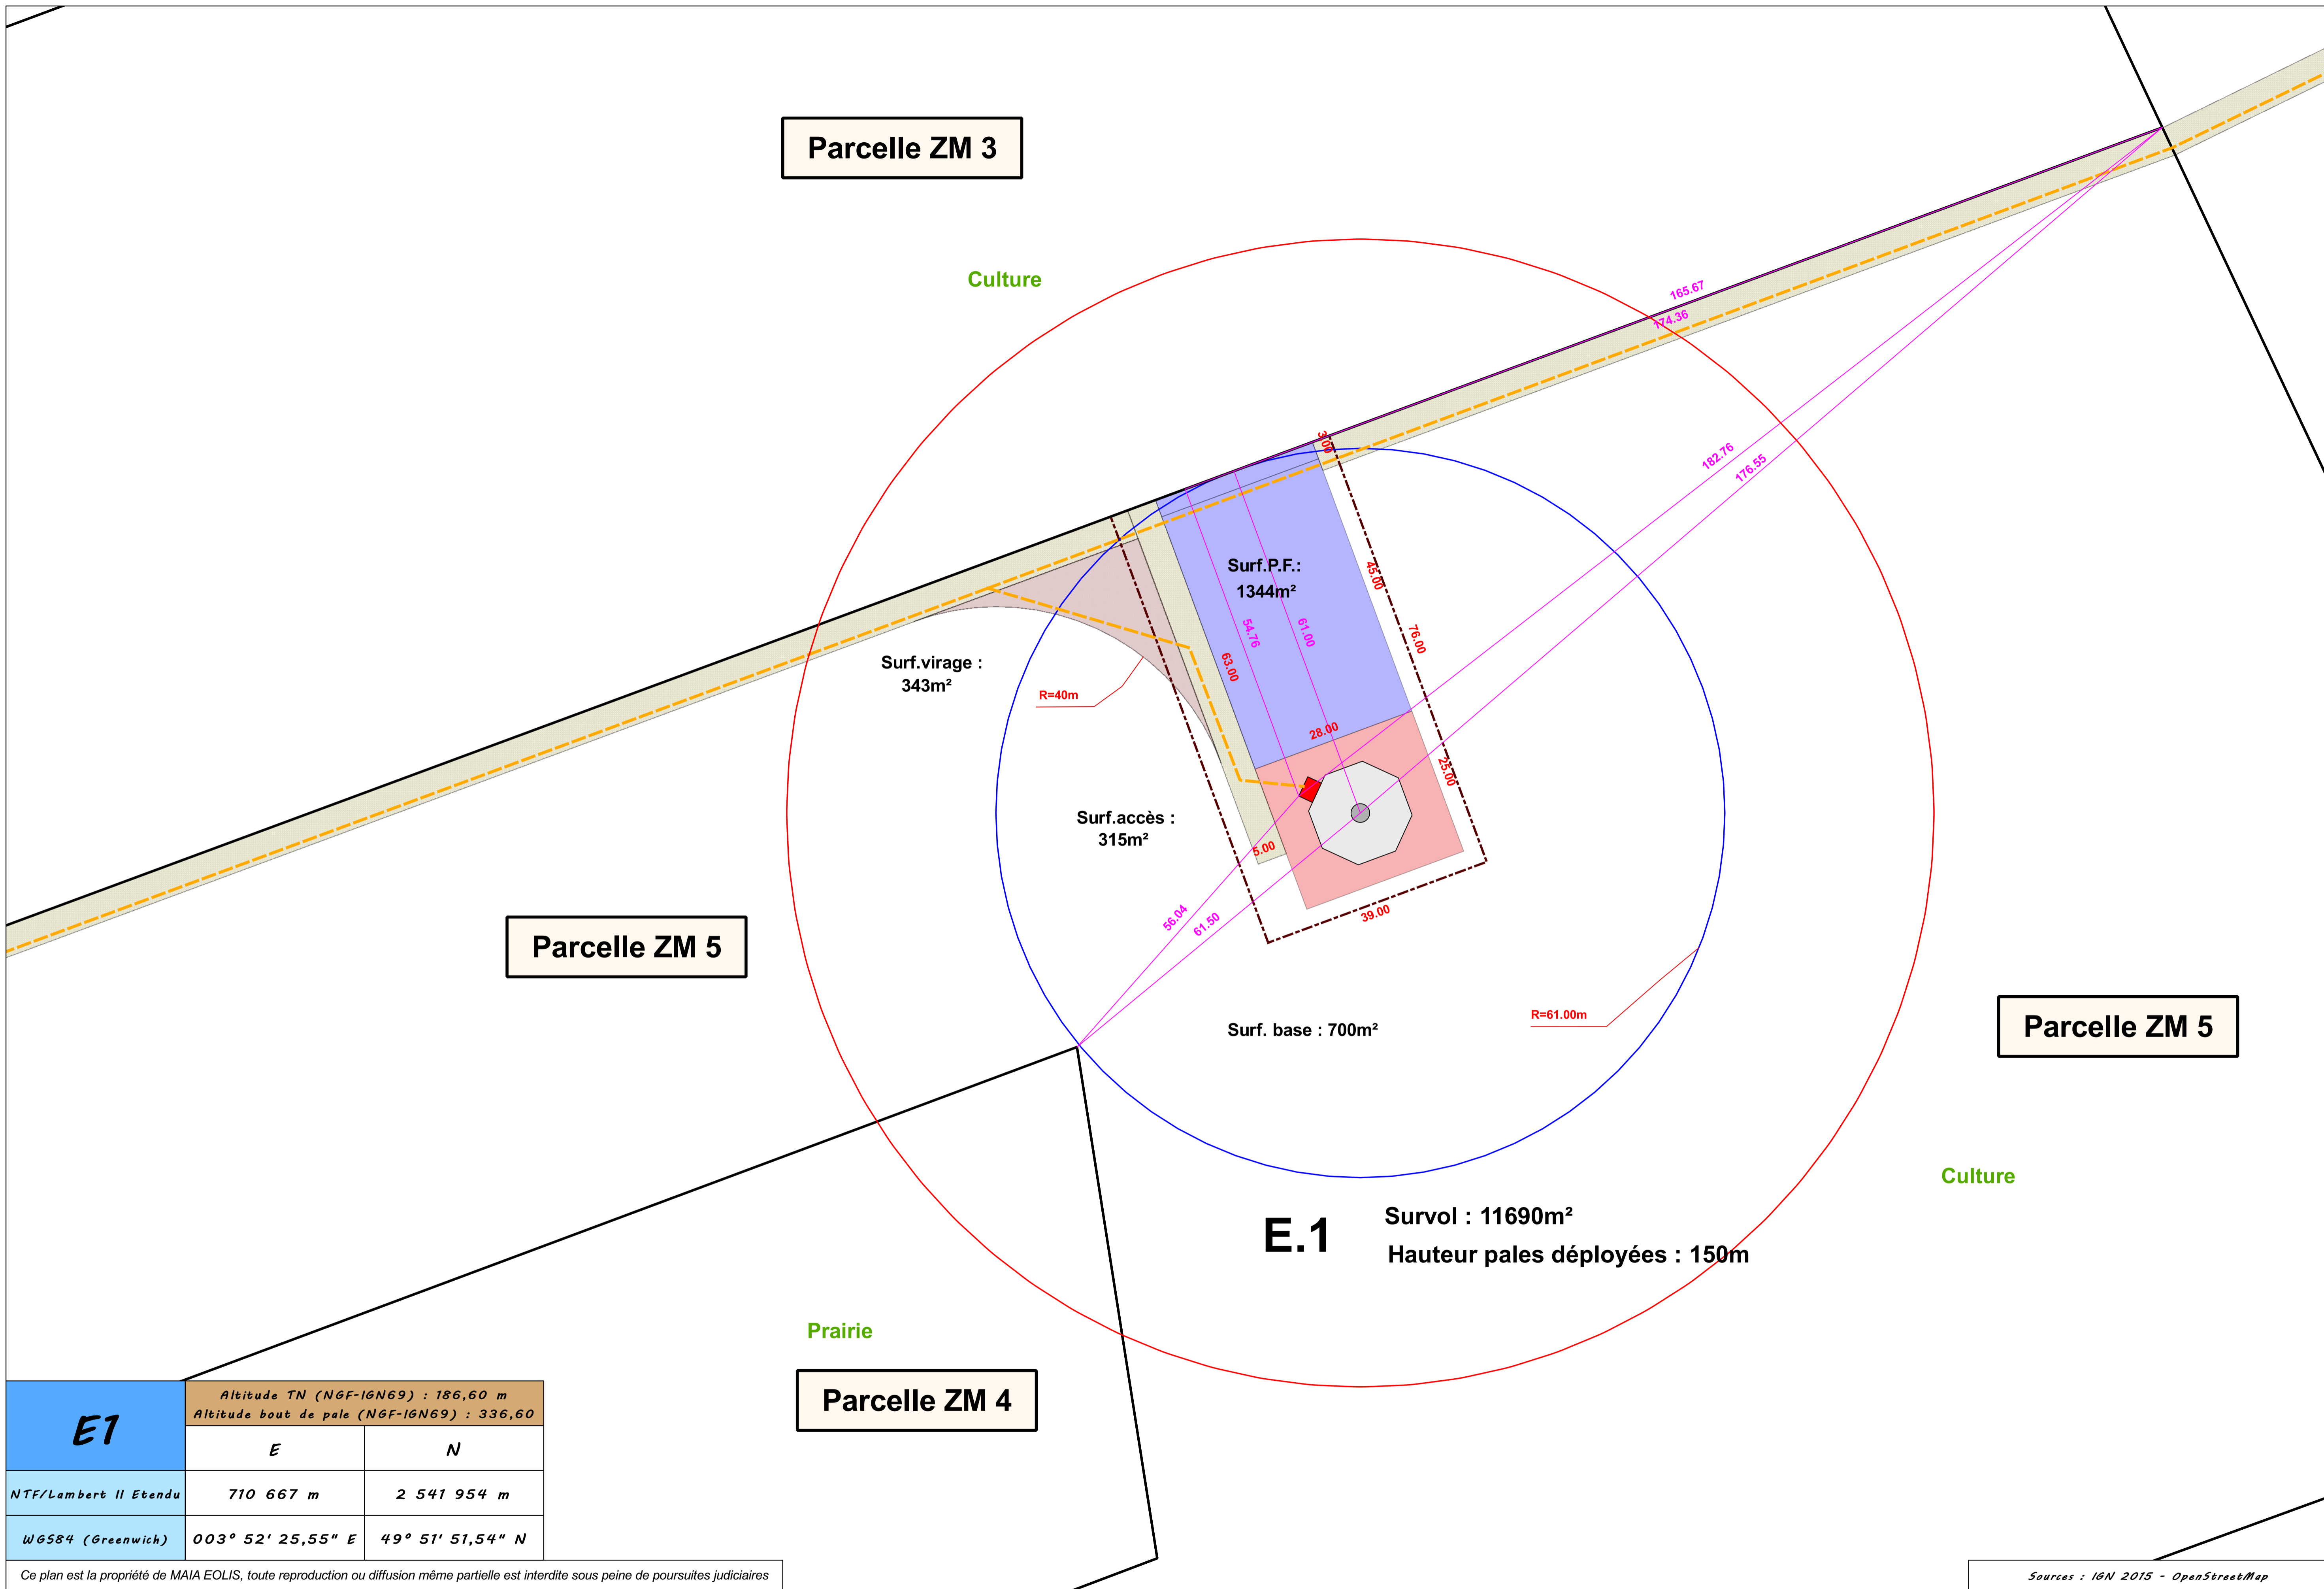 Parcelle ZM 3
Culture
165.67
174.36
182.76
176.55
3.00
Surf.P.F.:
1344m²
45.00
76.00
54.76
61.00
63.00
Surf.virage :
343m²
R=40m
28.00
25.00
Surf.accès :
315m²
5.00
39.00
56.04
61.50
Parcelle ZM 5
R=61.00m
Surf. base : 700m²
Parcelle ZM 5
Culture
E.1
Survol : 11690m²
Hauteur pales déployées : 150m
Prairie
Parcelle ZM 4
E1
Altitude TN (NGF-IGN69) : 186,60 m
Altitude bout de pale (NGF-IGN69) : 336,60
E N
NTF/Lambert II Etendu 710 667 m 2 541 954 m
WGS84 (Greenwich) 003° 52' 25,55" E 49° 51' 51,54" N
Ce plan est la propriété de MAIA EOLIS, toute reproduction ou diffusion même partielle est interdite sous peine de poursuites judiciaires
Sources : IGN 2015 - OpenStreetMap